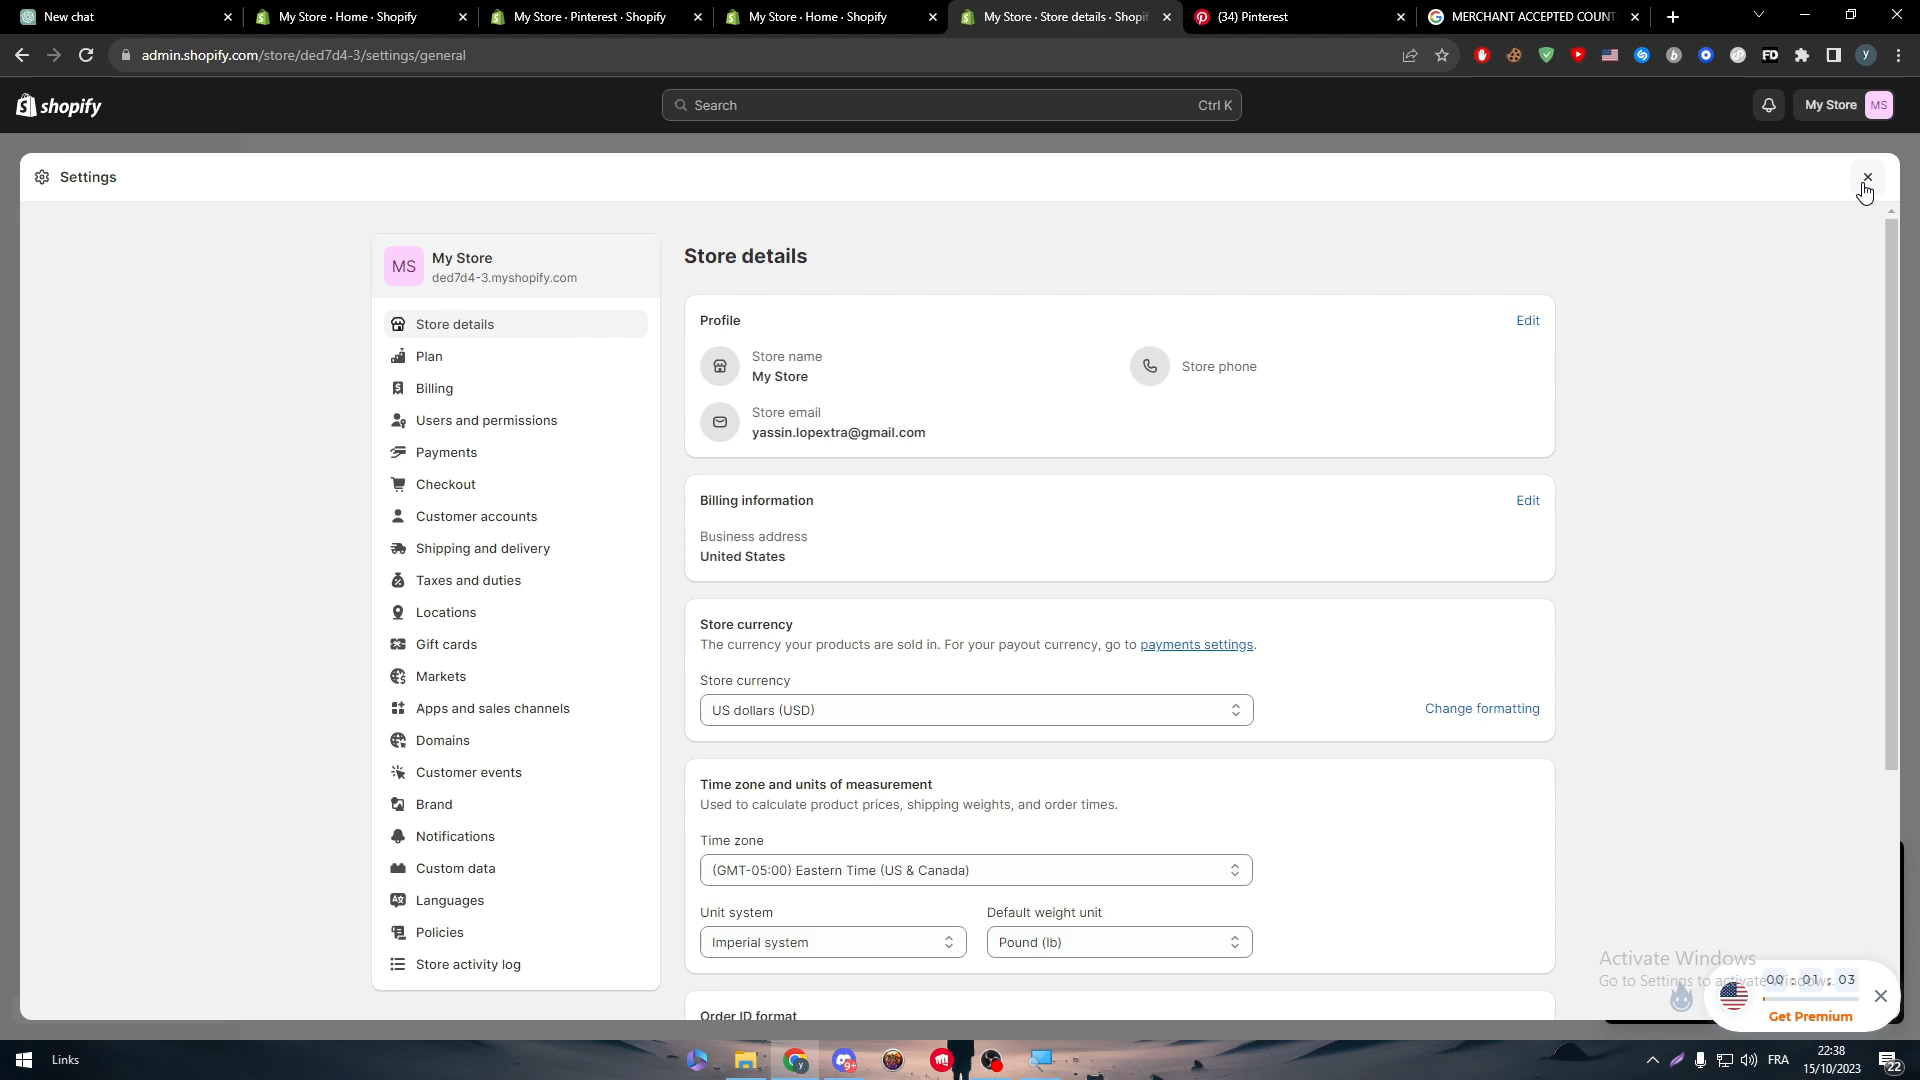 New chat
My Store · Home · Shopify
My Store · Pinterest · Shopify
My Store · Home · Shopify
My Store · Store details · Shopif
(34) Pinterest
MERCHANT ACCEPTED COUNT
admin.shopify.com/store/ded7d4-3/settings/general
shopify
Search
Ctrl K
My Store
MS
Settings
MS
My Store
ded7d4-3.myshopify.com
Store details
Plan
Billing
Users and permissions
Payments
Checkout
Customer accounts
Shipping and delivery
Taxes and duties
Locations
Gift cards
Markets
Apps and sales channels
Domains
Customer events
Brand
Notifications
Custom data
Languages
Policies
Store activity log
Store details
Profile
Edit
Store name
My Store
Store phone
Store email
yassin.lopextra@gmail.com
Billing information
Edit
Business address
United States
Store currency
The currency your products are sold in. For your payout currency, go to payments settings.
Store currency
US dollars (USD)
Change formatting
Time zone and units of measurement
Used to calculate product prices, shipping weights, and order times.
Time zone
(GMT-05:00) Eastern Time (US & Canada)
Unit system
Default weight unit
Imperial system
Pound (lb)
Order ID format
Activate Windows
Go to Settings to activate Windows.
00 : 01 : 03
Get Premium
Links
9+
FRA
22:38
15/10/2023
22